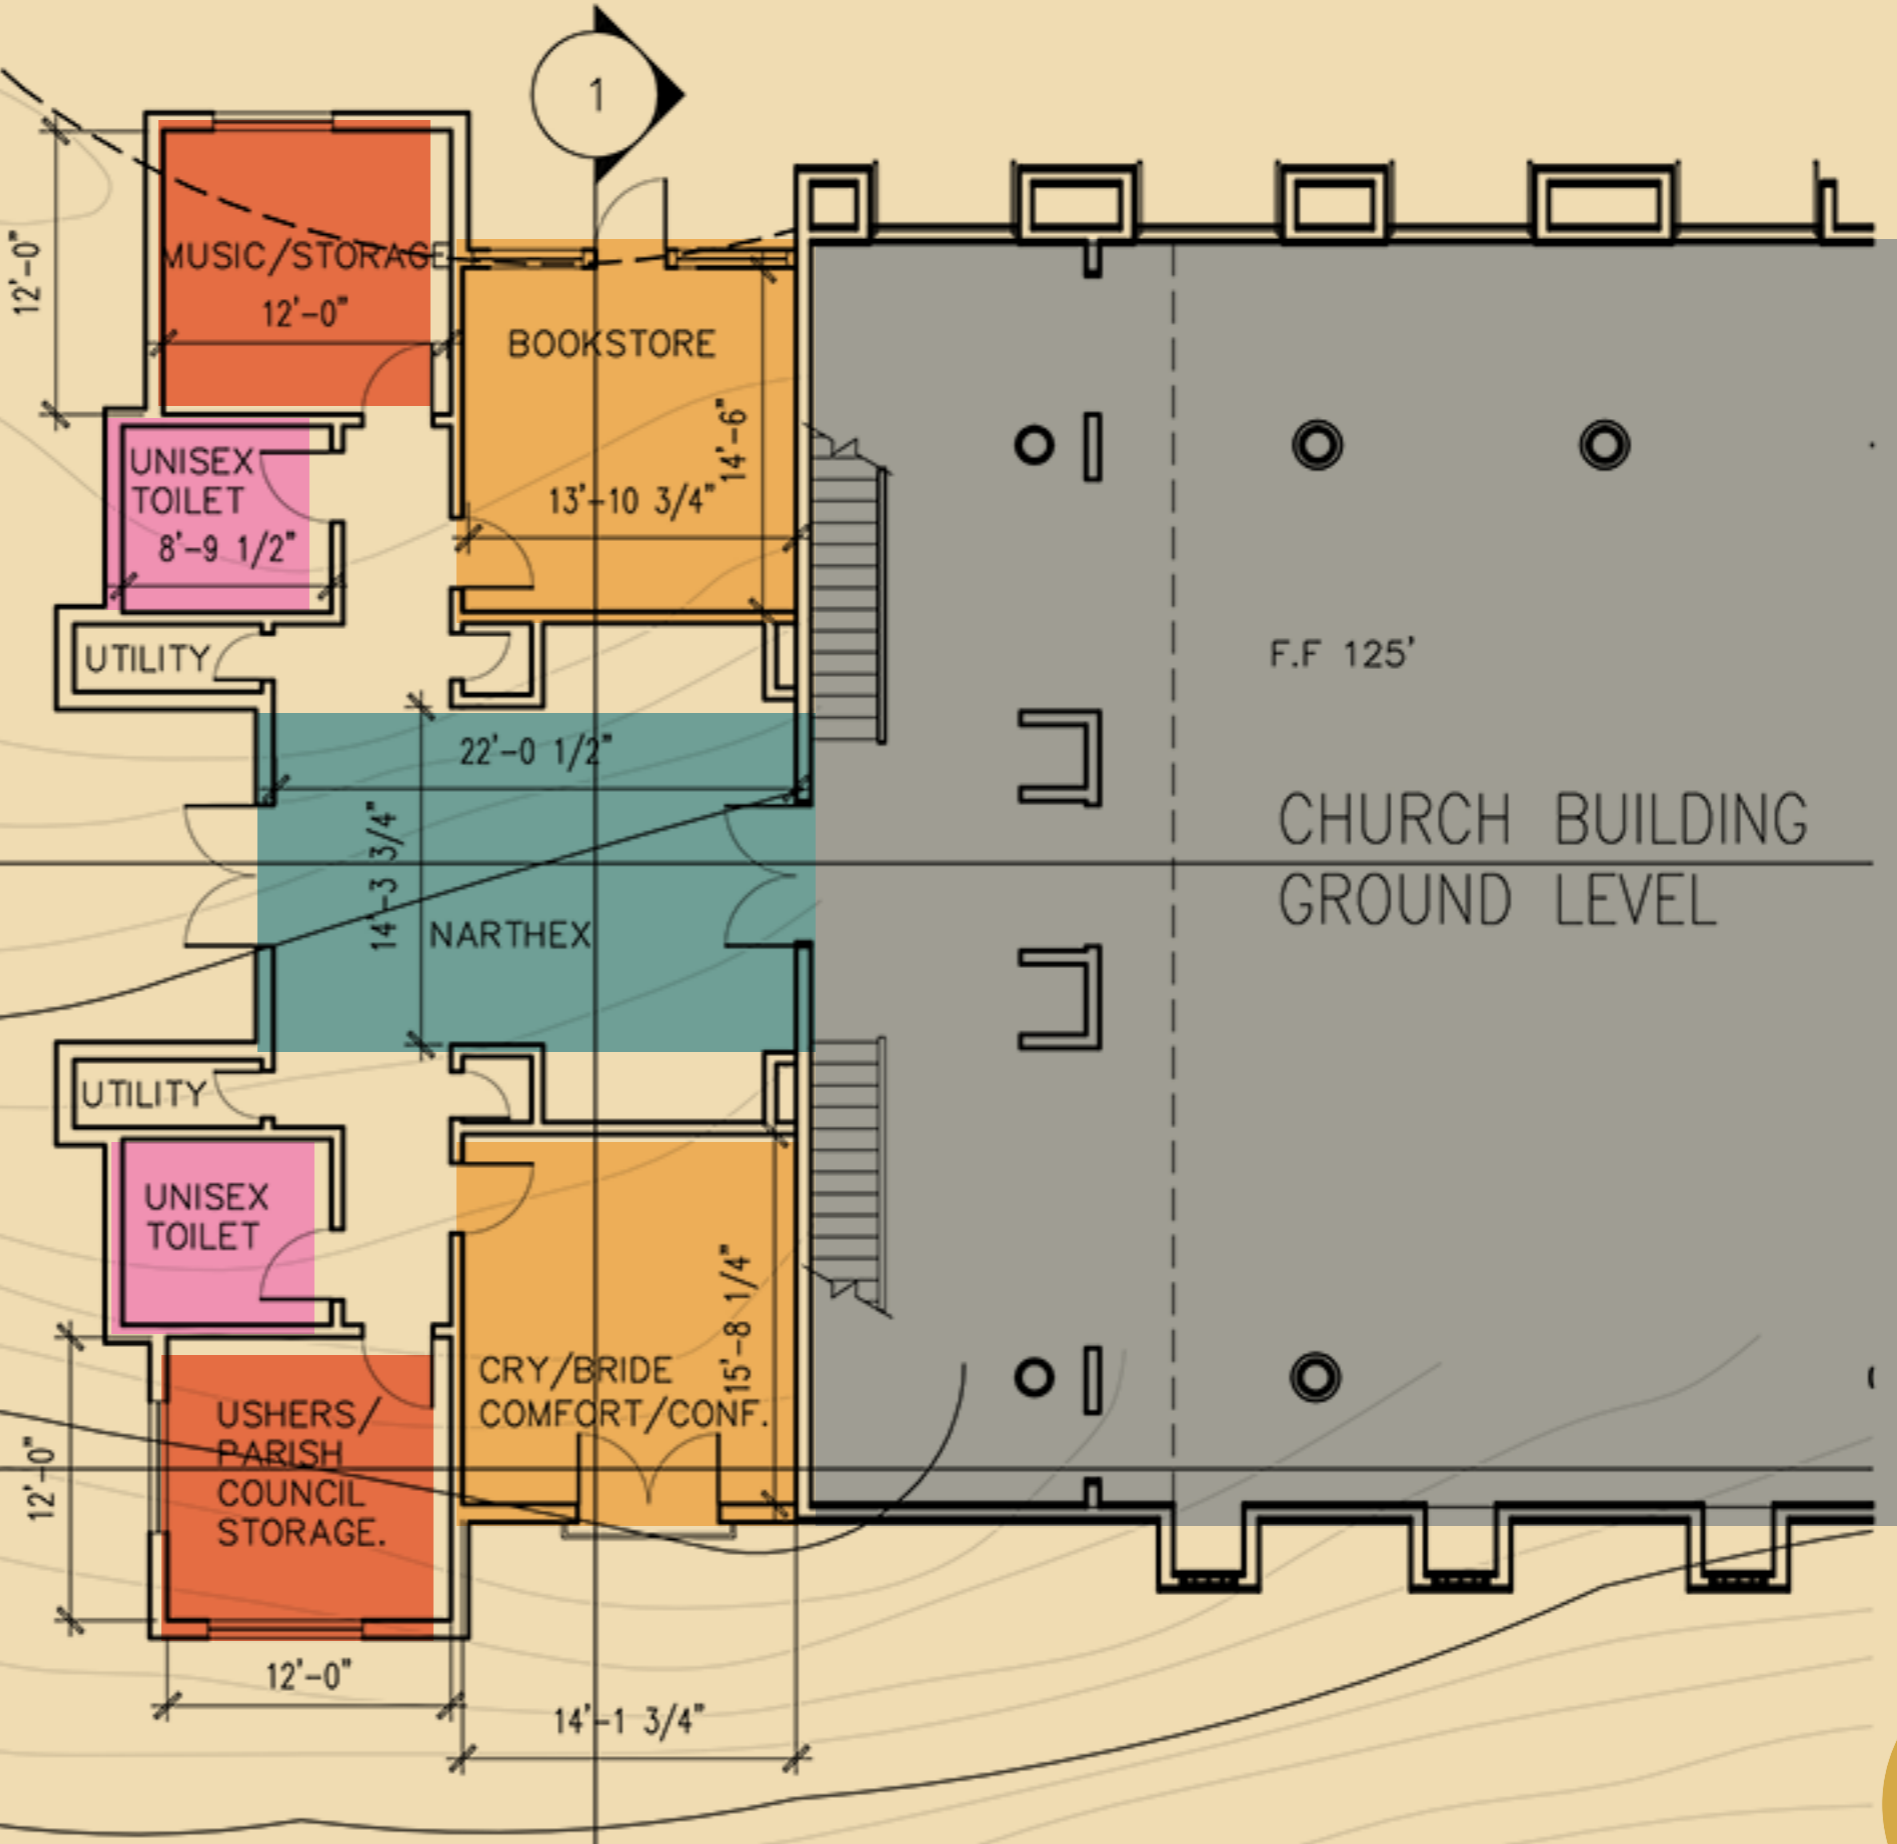 1
12'-0"
MUSIC/STORAGE
12'-0"
BOOKSTORE
14'-6"
13'-10 3/4"
UNISEX
TOILET
8'-9 1/2"
UTILITY
F.F 125'
22'-0 1/2"
14'-3 3/4"
NARTHEX
CHURCH BUILDING
GROUND LEVEL
UTILITY
UNISEX
TOILET
15'-8 1/4"
CRY/BRIDE
COMFORT/CONF.
USHERS/
PARISH
COUNCIL
STORAGE.
12'-0"
12'-0"
14'-1 3/4"